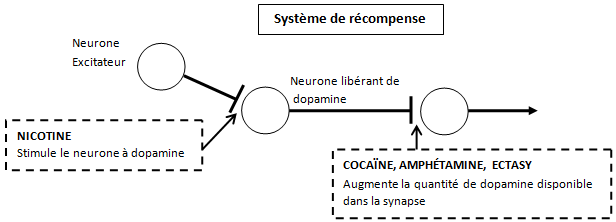 Système de récompense
Neurone
Excitateur
Neurone libérant de
dopamine
NICOTINE
Stimule le neurone à dopamine
COCAÏNE, AMPHÉTAMINE, ECTASY
Augmente la quantité de dopamine disponible
dans la synapse